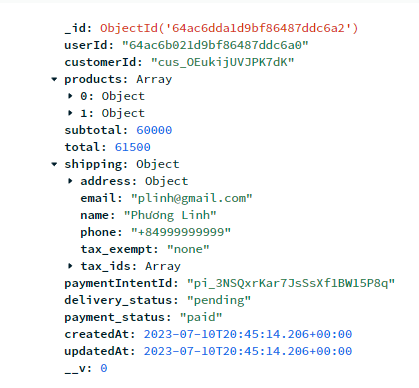 _id: ObjectId('64ac6dda1d9bf86487ddc6a2')
userId: "64ac6b021d9bf86487ddc6a0"
customerId: "cus_OEukijUVJPK7dK"
products: Array
0: Object
1: Object
subtotal: 60000
total: 61500
shipping: Object
address: Object
email: "plinh@gmail.com"
name: "Phương Linh"
phone: "+84999999999"
tax_exempt: "none"
tax_ids: Array
paymentIntentId: "pi_3NSQxrKar7JsSsXf1BW15P8q"
delivery_status: "pending"
payment_status: "paid"
createdAt: 2023-07-10T20:45:14.206+00:00
updatedAt: 2023-07-10T20:45:14.206+00:00
__v: 0